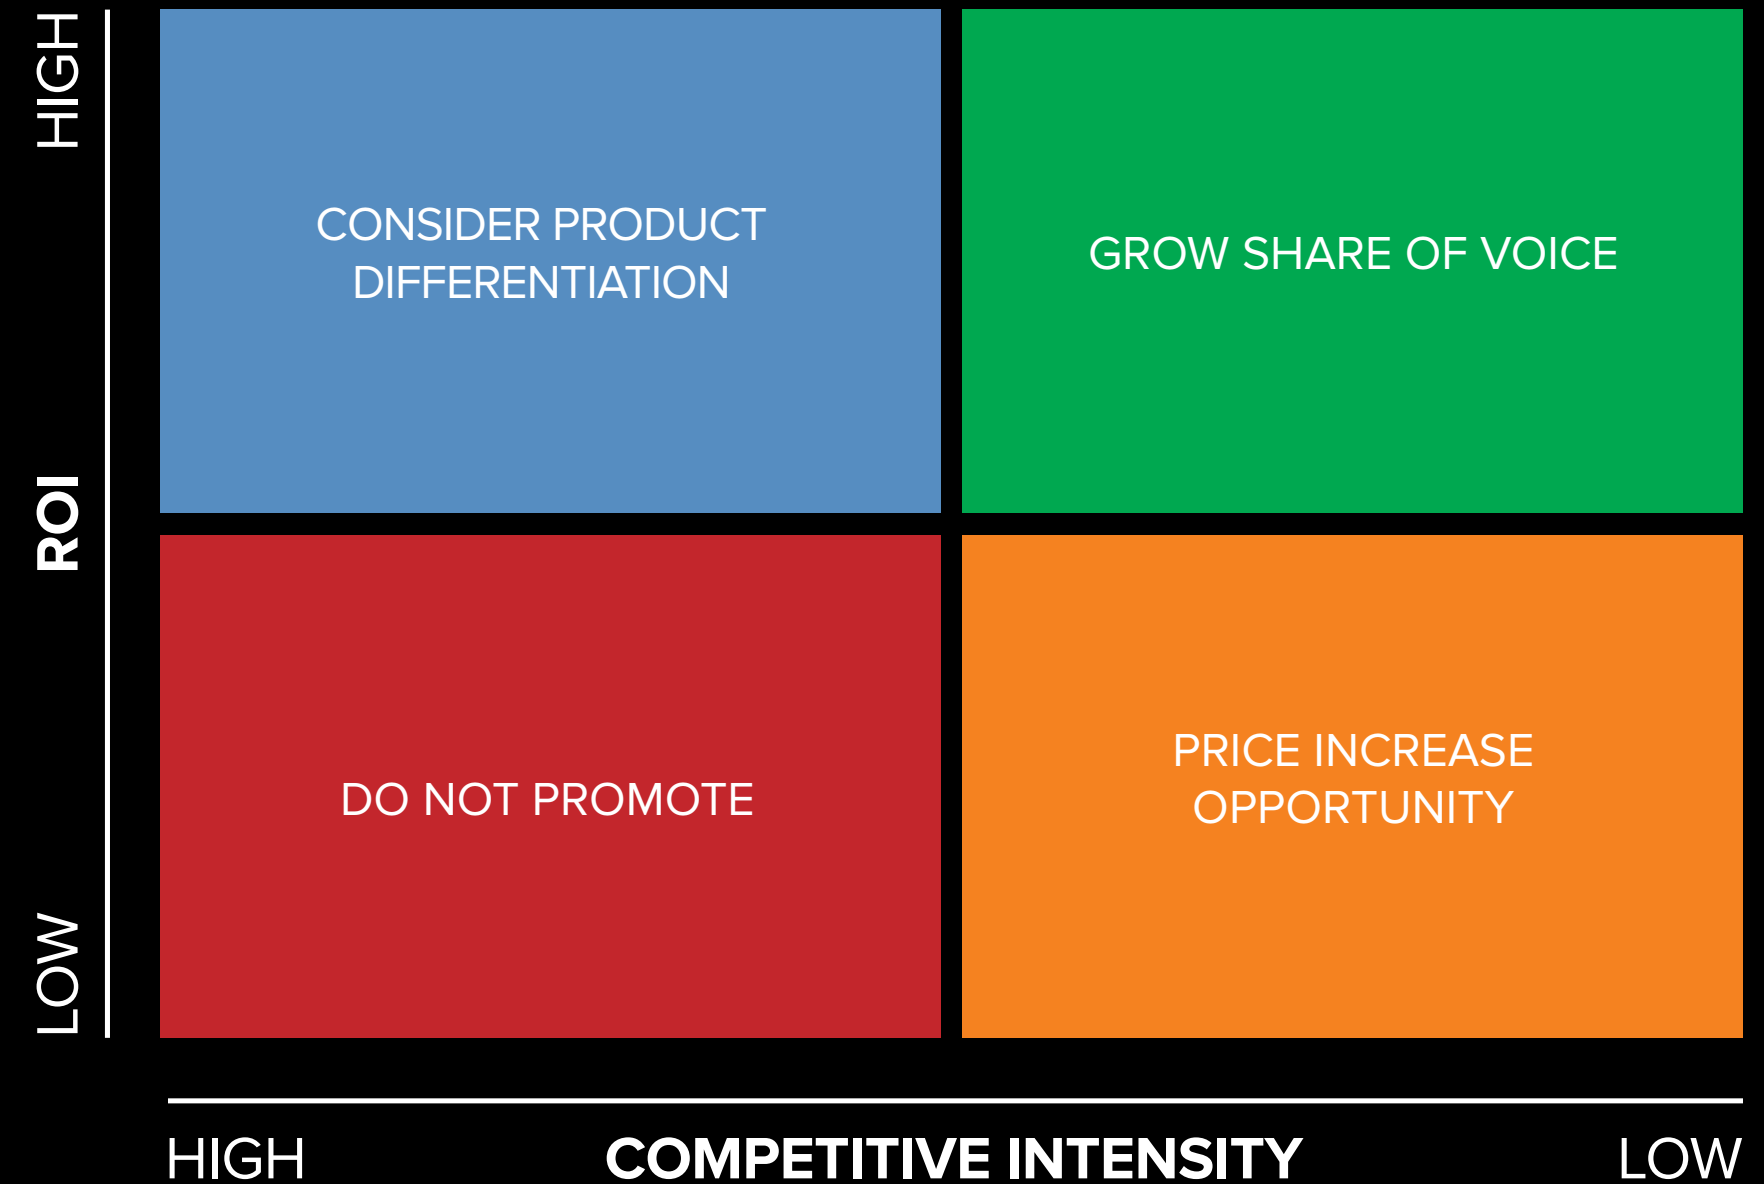 HIGH
CONSIDER PRODUCT
DIFFERENTIATION
GROW SHARE OF VOICE
ROI
DO NOT PROMOTE
PRICE INCREASE
OPPORTUNITY
LOW
HIGH
COMPETITIVE INTENSITY
LOW